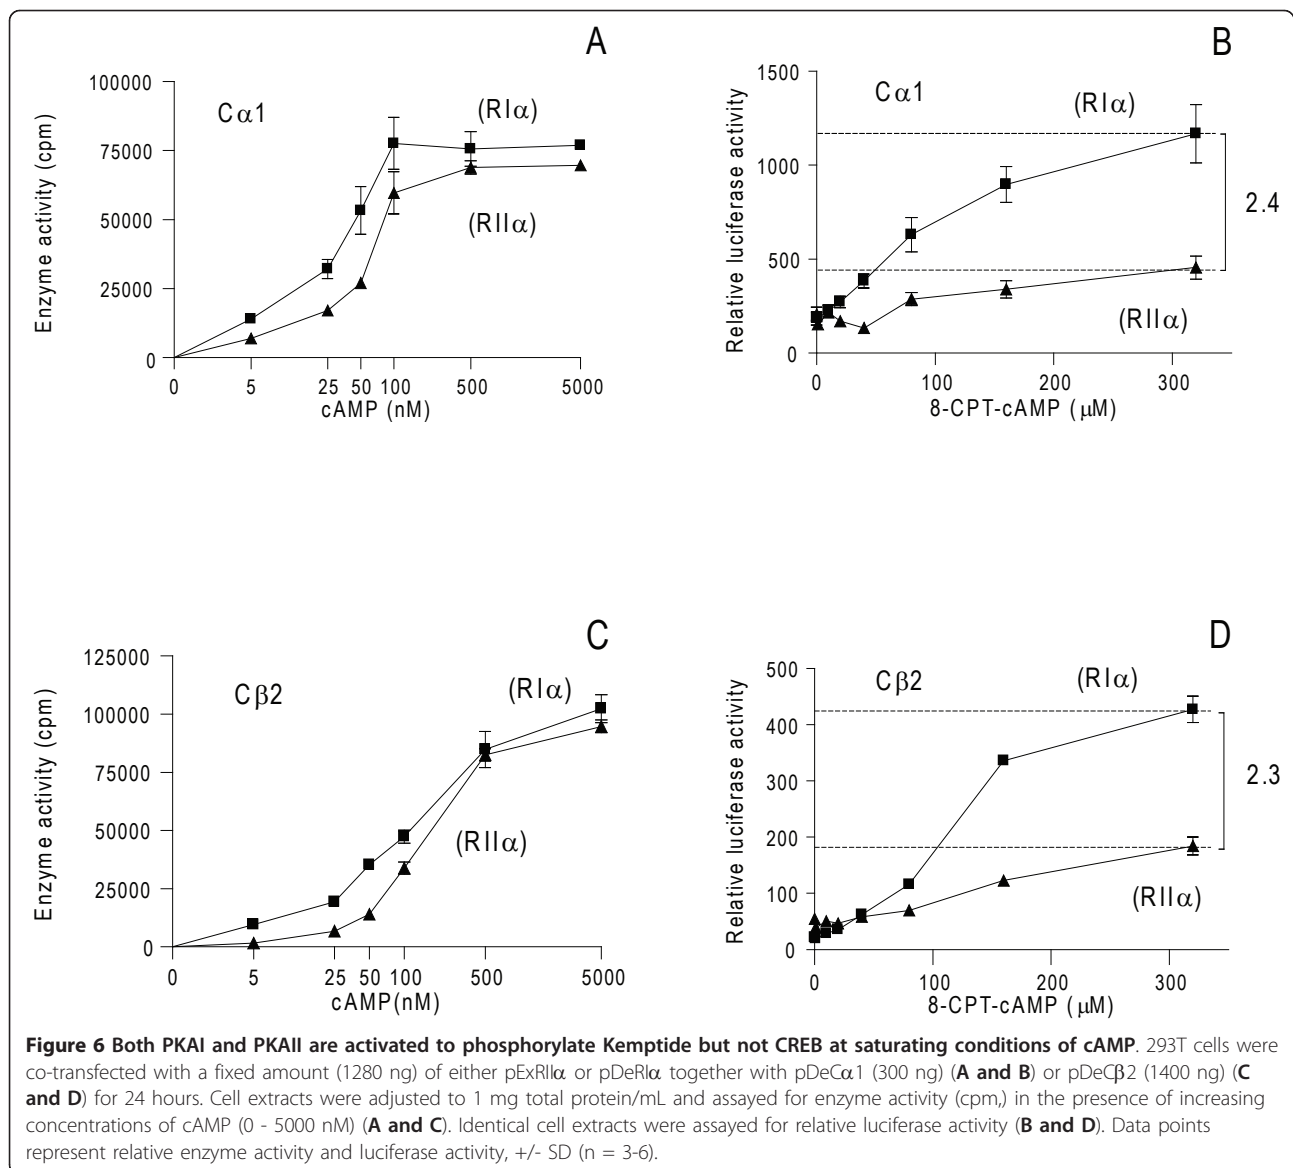 A
100000
75000
50000
25000
0
Enzyme activity (cpm)
Cα1
(RIα)
(RIIα)
0 5 25 50 100 500 5000
cAMP (nM)
B
1500
1000
500
0
Relative luciferase activity
Cα1
(RIα)
(RIIα)
2.4
0 100 200 300
8-CPT-cAMP (μM)
C
125000
100000
75000
50000
25000
0
Enzyme activity (cpm)
Cβ2
(RIα)
(RIIα)
0 5 25 50 100 500 5000
cAMP(nM)
D
500
400
300
200
100
0
Relative luciferase activity
Cβ2
(RIα)
(RIIα)
2.3
0 100 200 300
8-CPT-cAMP (μM)
Figure 6 Both PKAI and PKAII are activated to phosphorylate Kemptide but not CREB at saturating conditions of cAMP. 293T cells were
co-transfected with a fixed amount (1280 ng) of either pExRIIα or pDeRIα together with pDeCα1 (300 ng) (A and B) or pDeCβ2 (1400 ng) (C
and D) for 24 hours. Cell extracts were adjusted to 1 mg total protein/mL and assayed for enzyme activity (cpm,) in the presence of increasing
concentrations of cAMP (0 - 5000 nM) (A and C). Identical cell extracts were assayed for relative luciferase activity (B and D). Data points
represent relative enzyme activity and luciferase activity, +/- SD (n = 3-6).